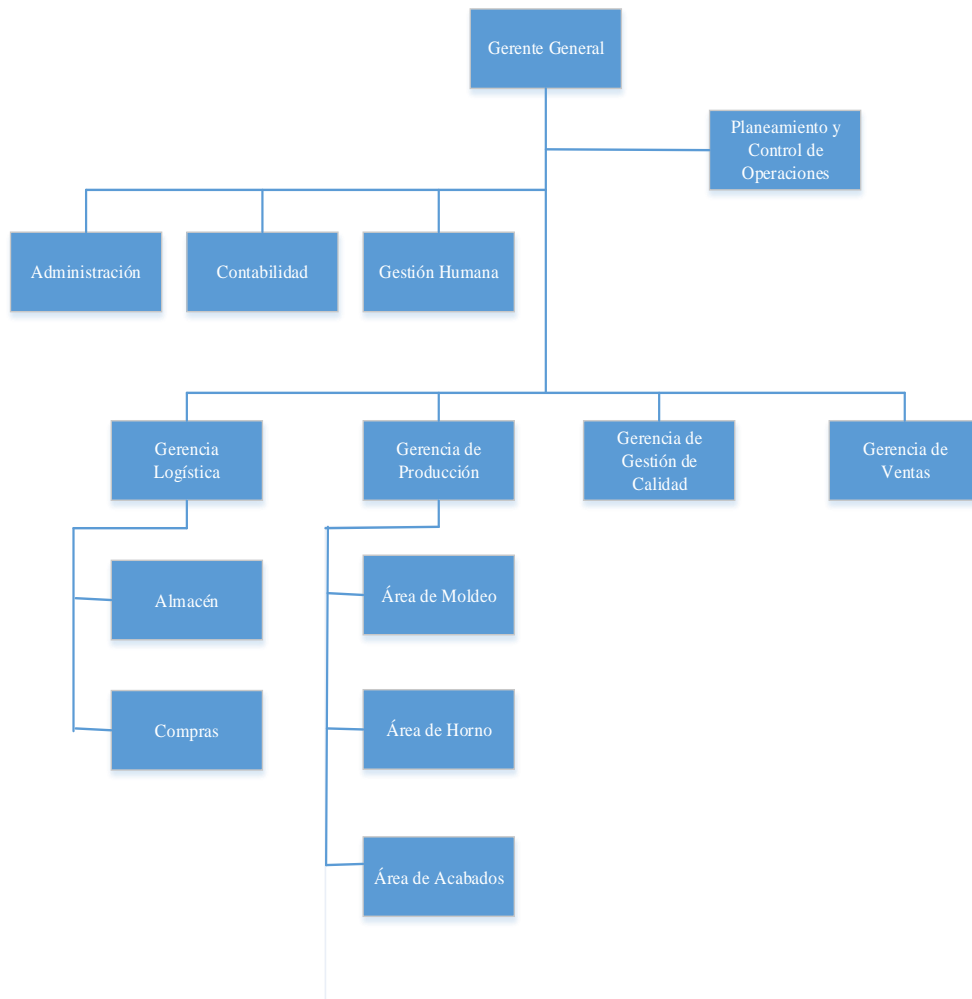 Gerente General
Planeamiento y
Control de
Operaciones
Administración
Contabilidad
Gestión Humana
Gerencia
Logística
Gerencia de
Producción
Gerencia de
Gestión de
Calidad
Gerencia de
Ventas
Almacén
Compras
Área de Moldeo
Área de Horno
Área de Acabados